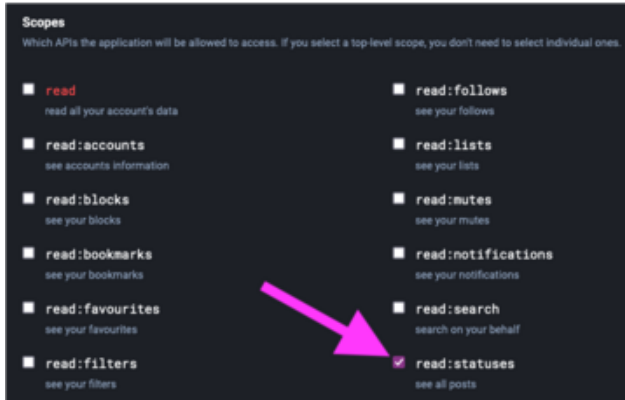 Scopes
Which APIs the application will be allowed to access. If you select a top-level scope, you don't need to select individual ones.
read
read all your account's data
read:accounts
see accounts information
read:blocks
see your blocks
read:bookmarks
see your bookmarks
read:favourites
see your favourites
read:filters
see your filters
read:follows
see your follows
read:lists
see your lists
read:mutes
see your mutes
read:notifications
see your notifications
read:search
search on your behalf
read:statuses
see all posts